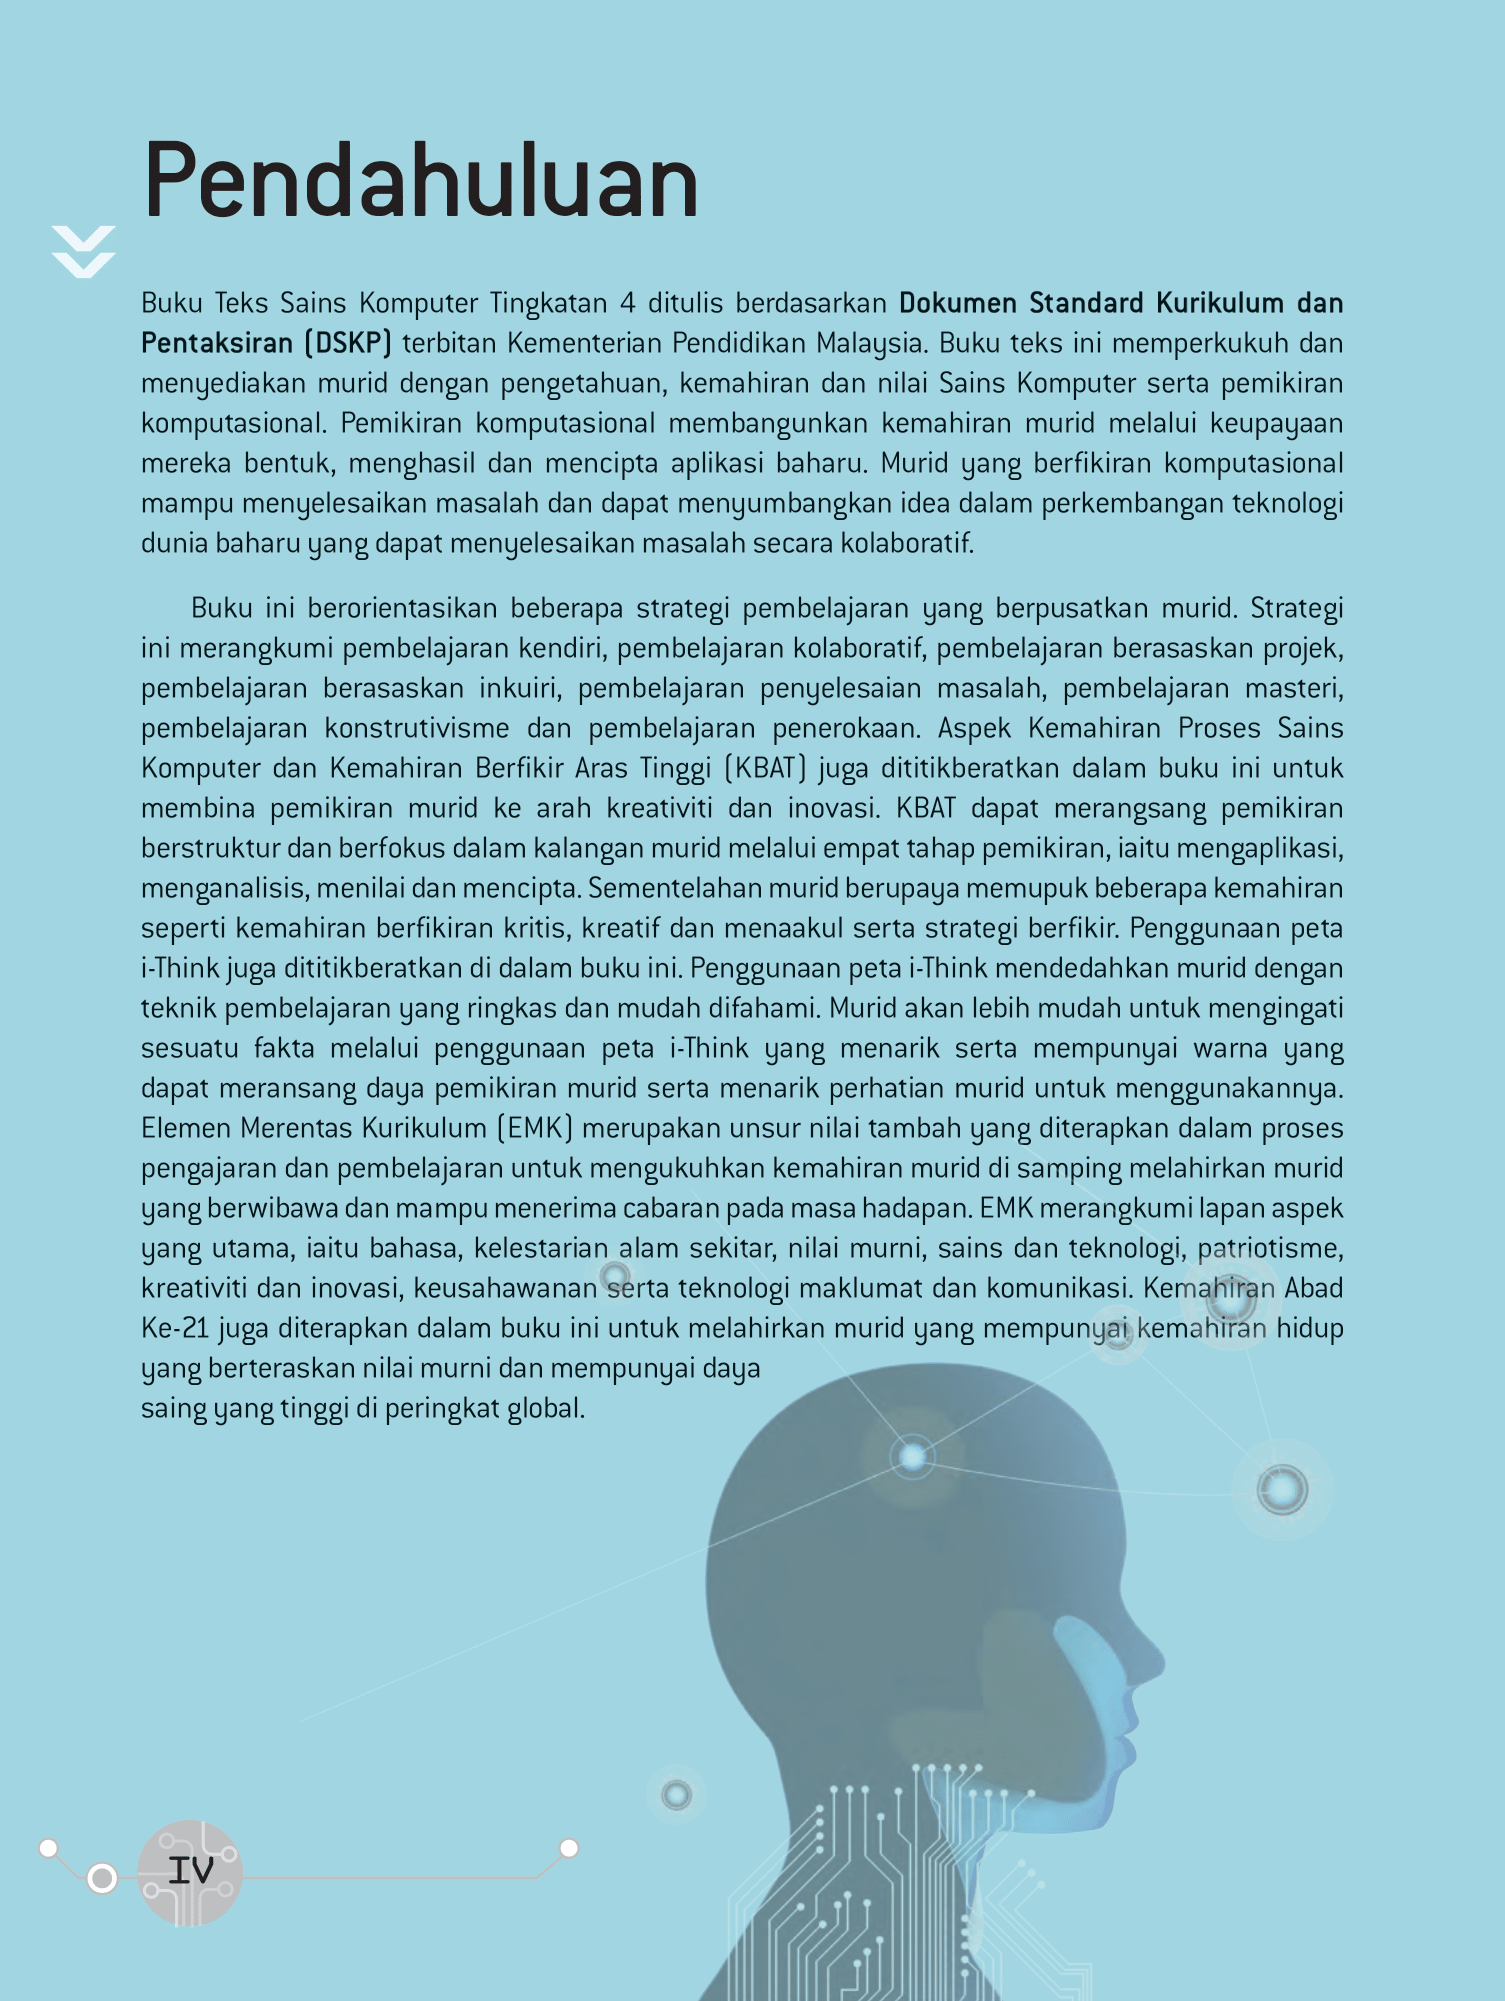 Pendahuluan
Buku Teks Sains Komputer Tingkatan 4 ditulis berdasarkan Dokumen Standard Kurikulum dan
Pentaksiran (DSKP) terbitan Kementerian Pendidikan Malaysia. Buku teks ini memperkukuh dan
menyediakan murid dengan pengetahuan, kemahiran dan nilai Sains Komputer serta pemikiran
komputasional. Pemikiran komputasional membangunkan kemahiran murid melalui keupayaan
mereka bentuk, menghasil dan mencipta aplikasi baharu. Murid yang berfikiran komputasional
mampu menyelesaikan masalah dan dapat menyumbangkan idea dalam perkembangan teknologi
dunia baharu yang dapat menyelesaikan masalah secara kolaboratif.
Buku ini berorientasikan beberapa strategi pembelajaran yang berpusatkan murid. Strategi
ini merangkumi pembelajaran kendiri, pembelajaran kolaboratif, pembelajaran berasaskan projek,
pembelajaran berasaskan inkuiri, pembelajaran penyelesaian masalah, pembelajaran masteri,
pembelajaran konstrutivisme dan pembelajaran penerokaan. Aspek Kemahiran Proses Sains
Komputer dan Kemahiran Berfikir Aras Tinggi (KBAT) juga dititikberatkan dalam buku ini untuk
membina pemikiran murid ke arah kreativiti dan inovasi. KBAT dapat merangsang pemikiran
berstruktur dan berfokus dalam kalangan murid melalui empat tahap pemikiran, iaitu mengaplikasi,
menganalisis, menilai dan mencipta. Sementelahan murid berupaya memupuk beberapa kemahiran
seperti kemahiran berfikiran kritis, kreatif dan menaakul serta strategi berfikir. Penggunaan peta
i-Think juga dititikberatkan di dalam buku ini. Penggunaan peta i-Think mendedahkan murid dengan
teknik pembelajaran yang ringkas dan mudah difahami. Murid akan lebih mudah untuk mengingati
sesuatu fakta melalui penggunaan peta i-Think yang menarik serta mempunyai warna yang
dapat meransang daya pemikiran murid serta menarik perhatian murid untuk menggunakannya.
Elemen Merentas Kurikulum (EMK) merupakan unsur nilai tambah yang diterapkan dalam proses
pengajaran dan pembelajaran untuk mengukuhkan kemahiran murid di samping melahirkan murid
yang berwibawa dan mampu menerima cabaran pada masa hadapan. EMK merangkumi lapan aspek
yang utama, iaitu bahasa, kelestarian alam sekitar, nilai murni, sains dan teknologi, patriotisme,
kreativiti dan inovasi, keusahawanan serta teknologi maklumat dan komunikasi. Kemahiran Abad
Ke-21 juga diterapkan dalam buku ini untuk melahirkan murid yang mempunyai kemahiran hidup
yang berteraskan nilai murni dan mempunyai daya
saing yang tinggi di peringkat global.
IV